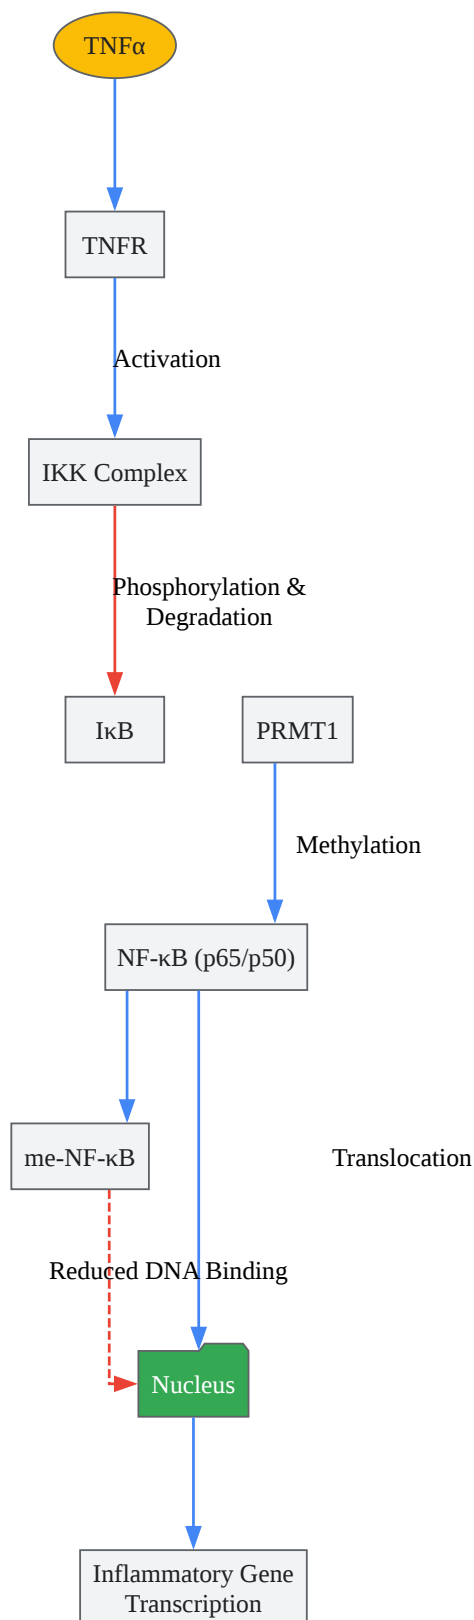 TNFα
TNFR
Activation
IKK Complex
Phosphorylation &
Degradation
IκB
PRMT1
Methylation
NF-κB (p65/p50)
me-NF-κB
Translocation
Reduced DNA Binding
Nucleus
Inflammatory Gene
Transcription